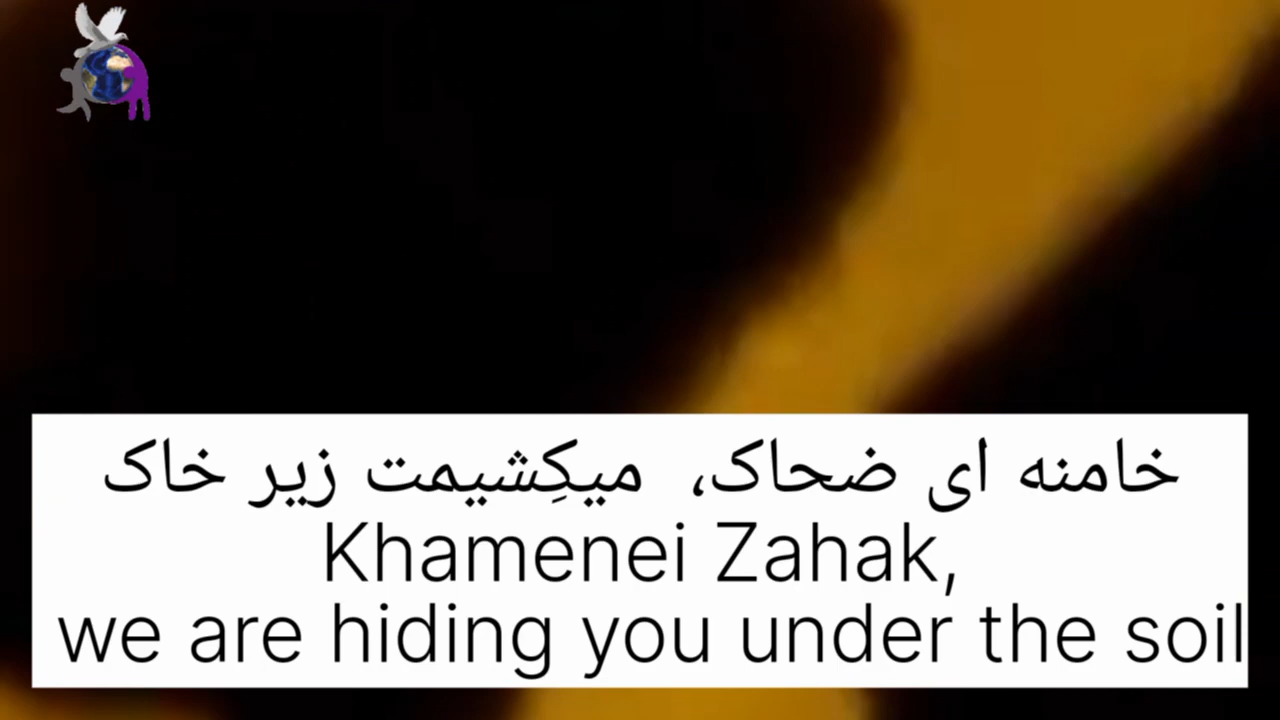 خامنه ای ضحاک، میکِشیمت زیر خاک
Khamenei Zahak,
we are hiding you under the soil